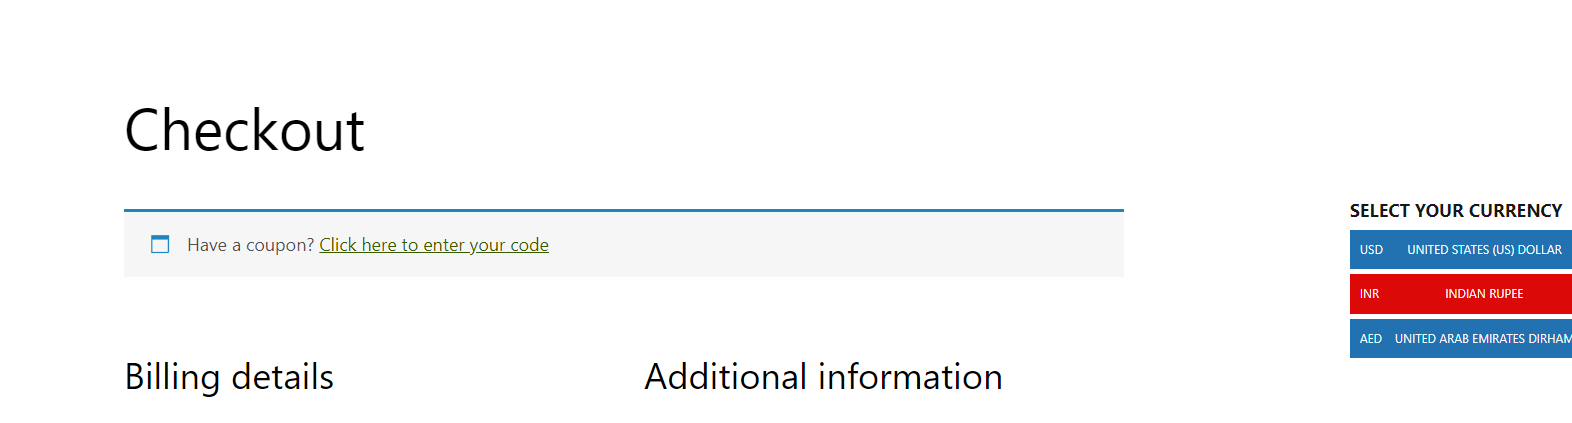 Checkout
Have a coupon? Click here to enter your code
SELECT YOUR CURRENCY
USD UNITED STATES (US) DOLLAR
INR INDIAN RUPEE
AED UNITED ARAB EMIRATES DIRHAM
Billing details
Additional information